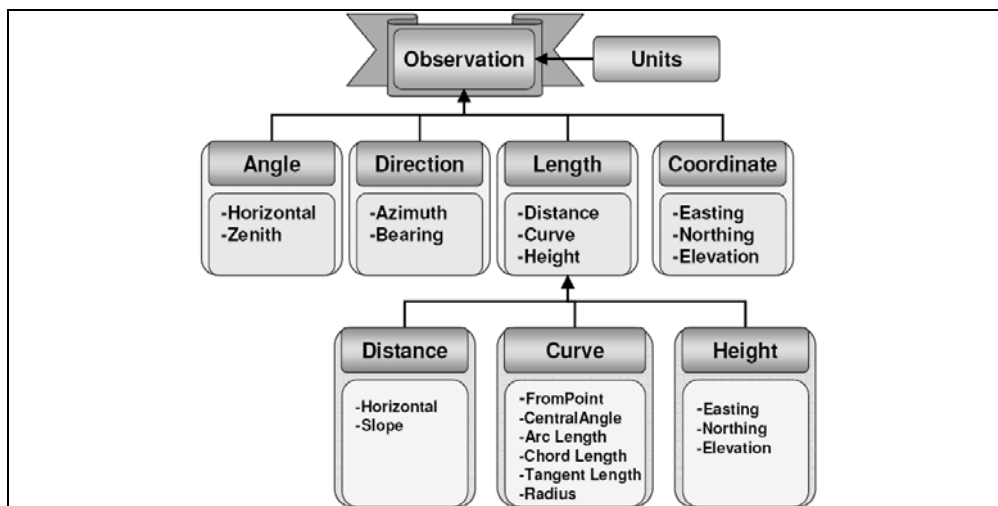 Observation
Units
Angle
-Horizontal
-Zenith
Direction
-Azimuth
-Bearing
Length
-Distance
-Curve
-Height
Coordinate
-Easting
-Northing
-Elevation
Distance
-Horizontal
-Slope
Curve
-FromPoint
-CentralAngle
-Arc Length
-Chord Length
-Tangent Length
-Radius
Height
-Easting
-Northing
-Elevation